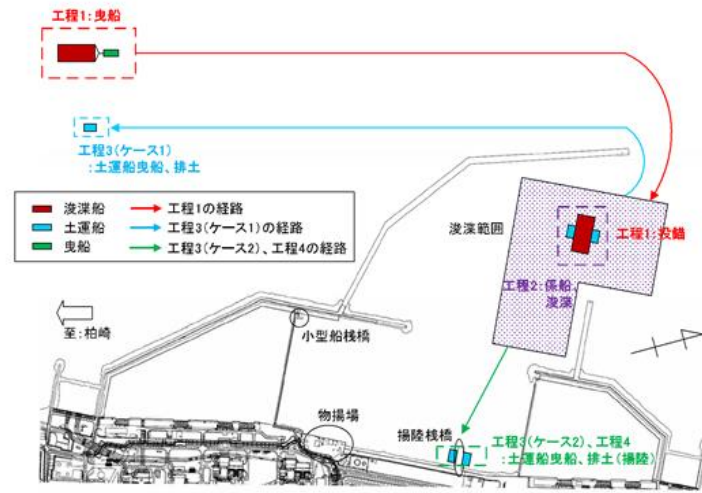 工程1:曳船
工程3(ケース1)
:土運船曳船、排土
浚渫船
土運船
曳船
工程1の経路
工程3(ケース1)の経路
工程3(ケース2)、工程4の経路
浚渫範囲
工程1:投錨
工程2:係船、
浚渫
至:柏崎
小型船桟橋
物揚場
揚陸桟橋
工程3(ケース2)、工程4
:土運船曳船、排土(揚陸)